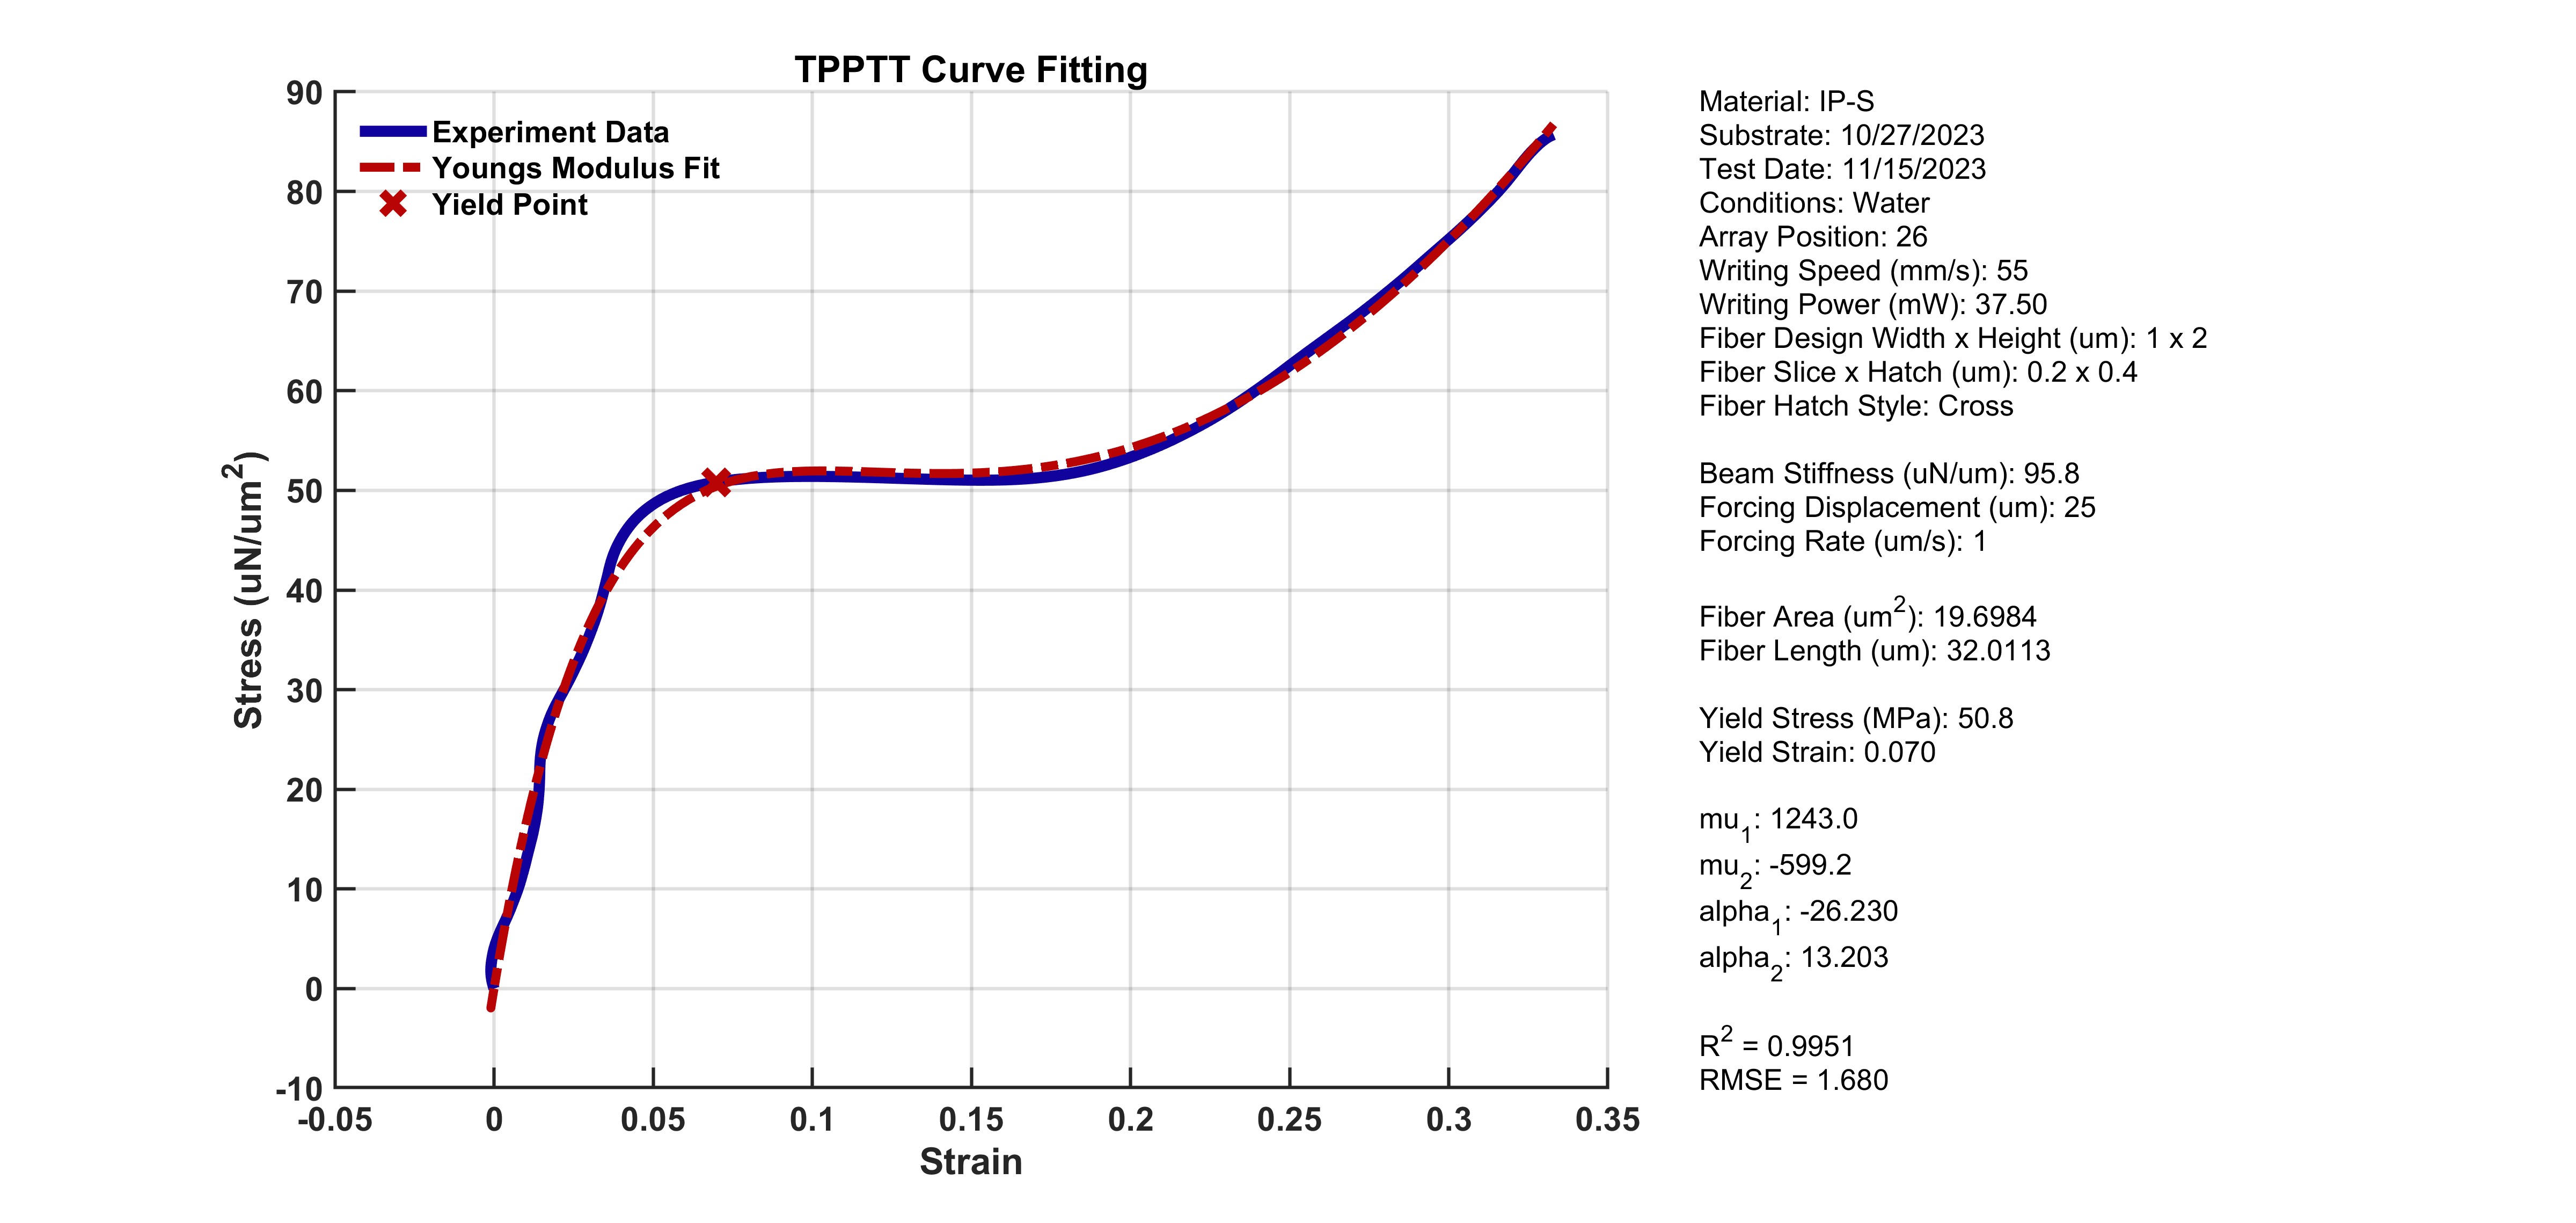 TPPTT Curve Fitting
90
80
70
60
50
40
30
20
10
0
-10
Stress (uN/um²)
Experiment Data
Youngs Modulus Fit
Yield Point
-0.05
0
0.05
0.1
0.15
0.2
0.25
0.3
0.35
Strain
Material: IP-S
Substrate: 10/27/2023
Test Date: 11/15/2023
Conditions: Water
Array Position: 26
Writing Speed (mm/s): 55
Writing Power (mW): 37.50
Fiber Design Width x Height (um): 1 x 2
Fiber Slice x Hatch (um): 0.2 x 0.4
Fiber Hatch Style: Cross
Beam Stiffness (uN/um): 95.8
Forcing Displacement (um): 25
Forcing Rate (um/s): 1
Fiber Area (um²): 19.6984
Fiber Length (um): 32.0113
Yield Stress (MPa): 50.8
Yield Strain: 0.070
mu₁: 1243.0
mu₂: -599.2
alpha₁: -26.230
alpha₂: 13.203
R² = 0.9951
RMSE = 1.680